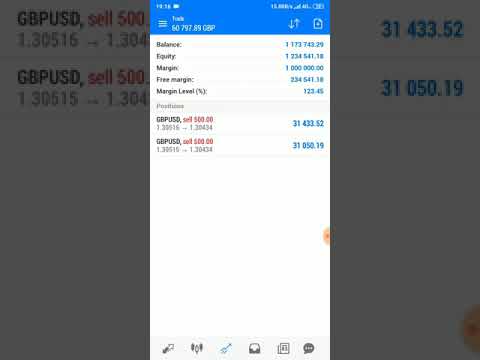 19:16 15.0KB/s
Trade
60 797.89 GBP
Balance: 1 173 743.29
Equity: 1 234 541.18
Margin: 1 000 000.00
Free margin: 234 541.18
Margin Level (%): 123.45
Positions
GBPUSD, sell 500.00
1.30516 → 1.30434 31 433.52
GBPUSD, sell 500.00
1.30515 → 1.30434 31 050.19
GBPUSD, sell 500.
1.30516 → 1.3043
31 433.52
GBPUSD, sell 500.
1.30515 → 1.3043
31 050.19